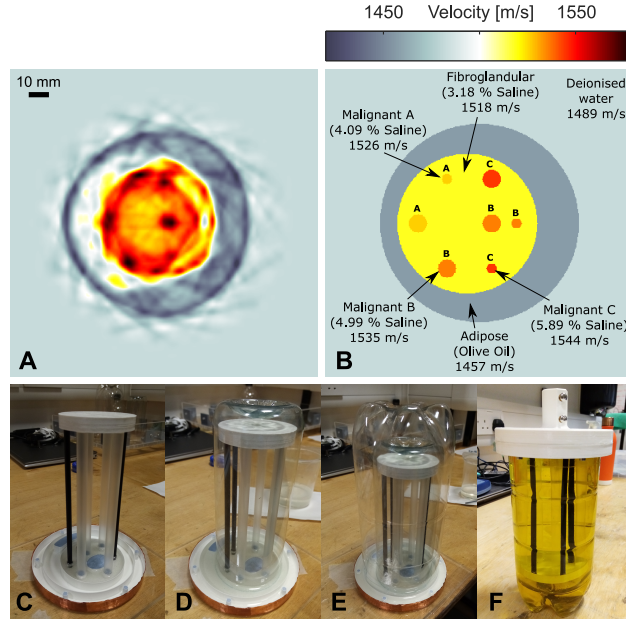 1450 Velocity [m/s] 1550
10 mm
Fibroglandular
(3.18 % Saline)
1518 m/s
Deionised
water
1489 m/s
Malignant A
(4.09 % Saline)
1526 m/s
A
C
A
B
B
B
C
Malignant B
(4.99 % Saline)
1535 m/s
Adipose
(Olive Oil)
1457 m/s
Malignant C
(5.89 % Saline)
1544 m/s
A
B
C
D
E
F